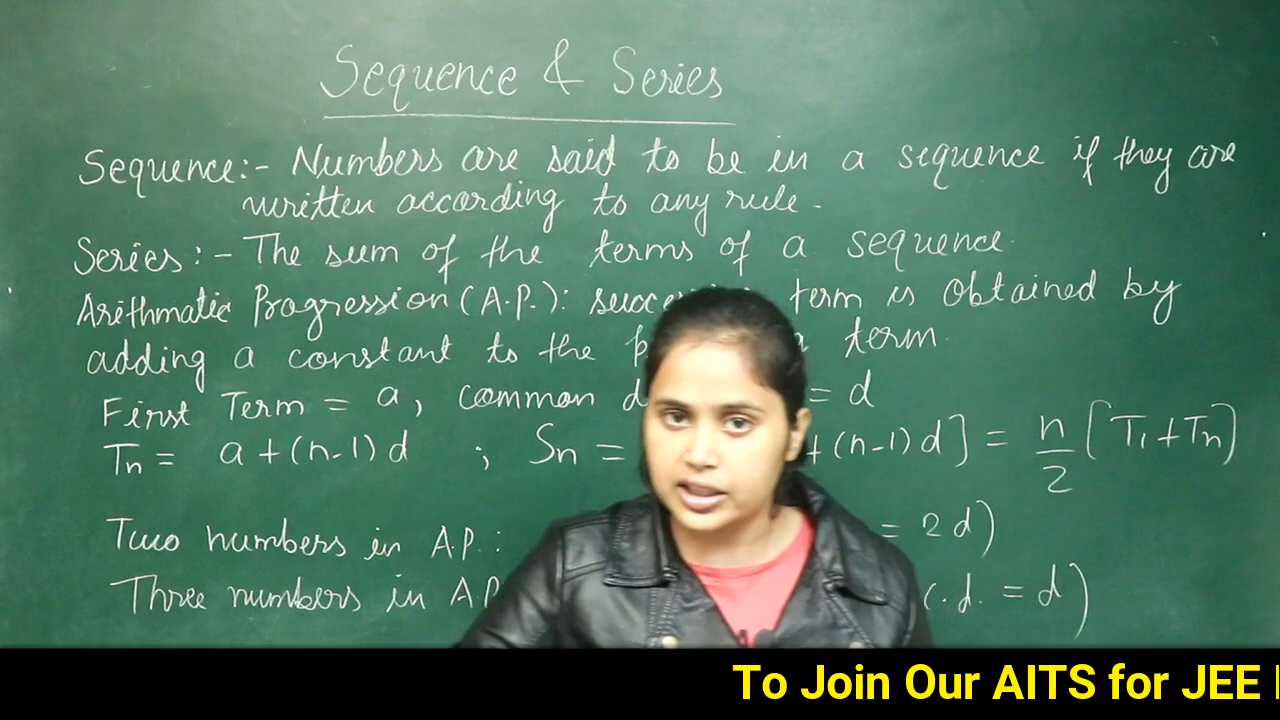 Sequence & Series
Sequence:- Numbers are said to be in a sequence if they are
written according to any rule.
Series:- The sum of the terms of a sequence.
Arithmatic Progression (A.P.): term is obtained by
adding a constant to the term.
First Term = a, common = d
Tn = a+(n-1)d ; Sn = +(n-1)d] = n/2 [T1+Tn]
Two numbers in A.P.: = 2d)
Three numbers in A.P .d. = d)
To Join Our AITS for JEE